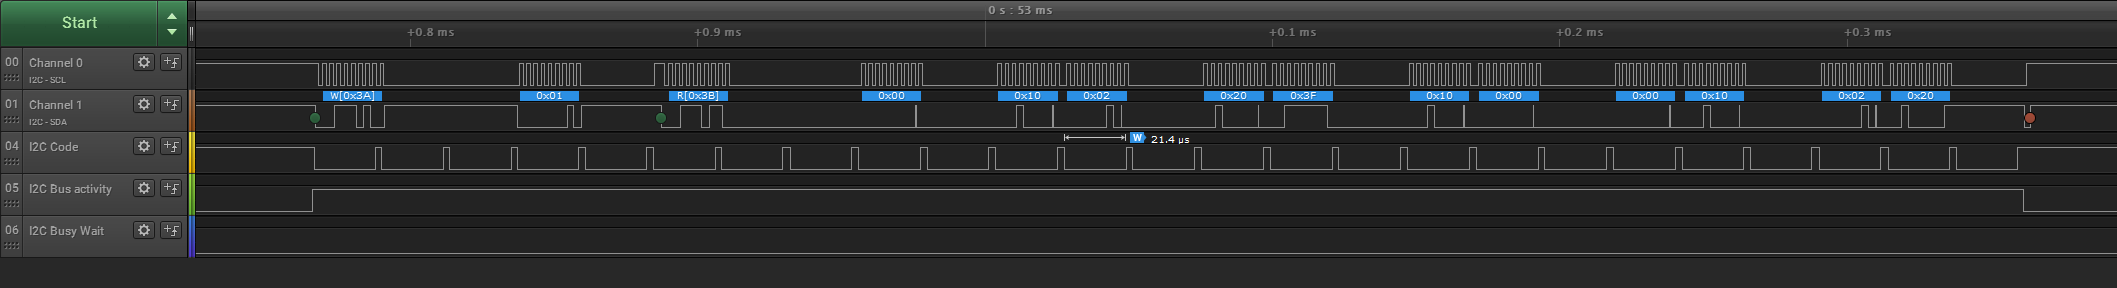 Start
0 s : 53 ms
+0.8 ms +0.9 ms +0.1 ms +0.2 ms +0.3 ms
00 Channel 0
I2C - SCL
01 Channel 1
I2C - SDA
W[0x3A] 0x01 R[0x3B] 0x00 0x10 0x02 0x20 0x3F 0x10 0x00 0x00 0x10 0x02 0x20
W 21.4 µs
04 I2C Code
05 I2C Bus activity
06 I2C Busy Wait